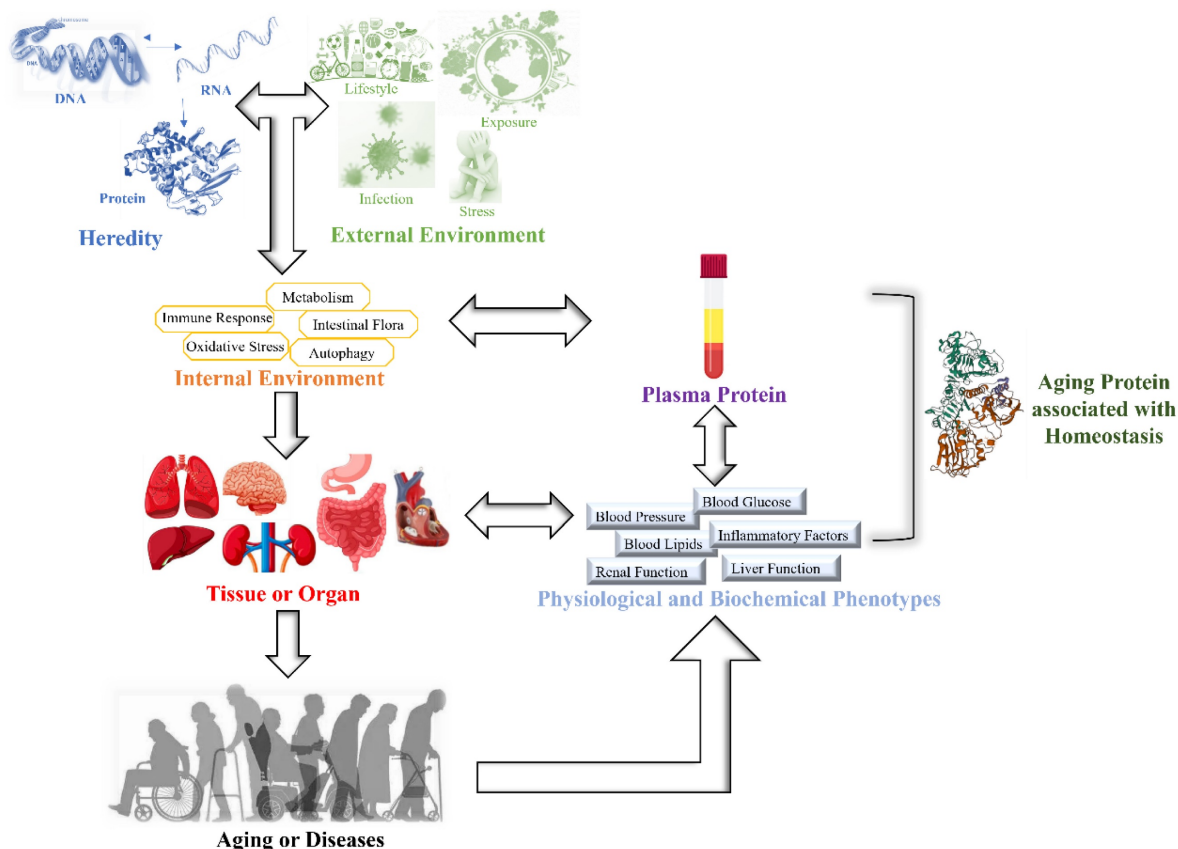 DNA
DNA
RNA
Protein
Heredity
Lifestyle
Exposure
Infection
Stress
External Environment
Metabolism
Immune Response
Intestinal Flora
Oxidative Stress
Autophagy
Internal Environment
Plasma Protein
Aging Protein
associated with
Homeostasis
Blood Glucose
Blood Pressure
Inflammatory Factors
Blood Lipids
Renal Function
Liver Function
Tissue or Organ
Physiological and Biochemical Phenotypes
Aging or Diseases